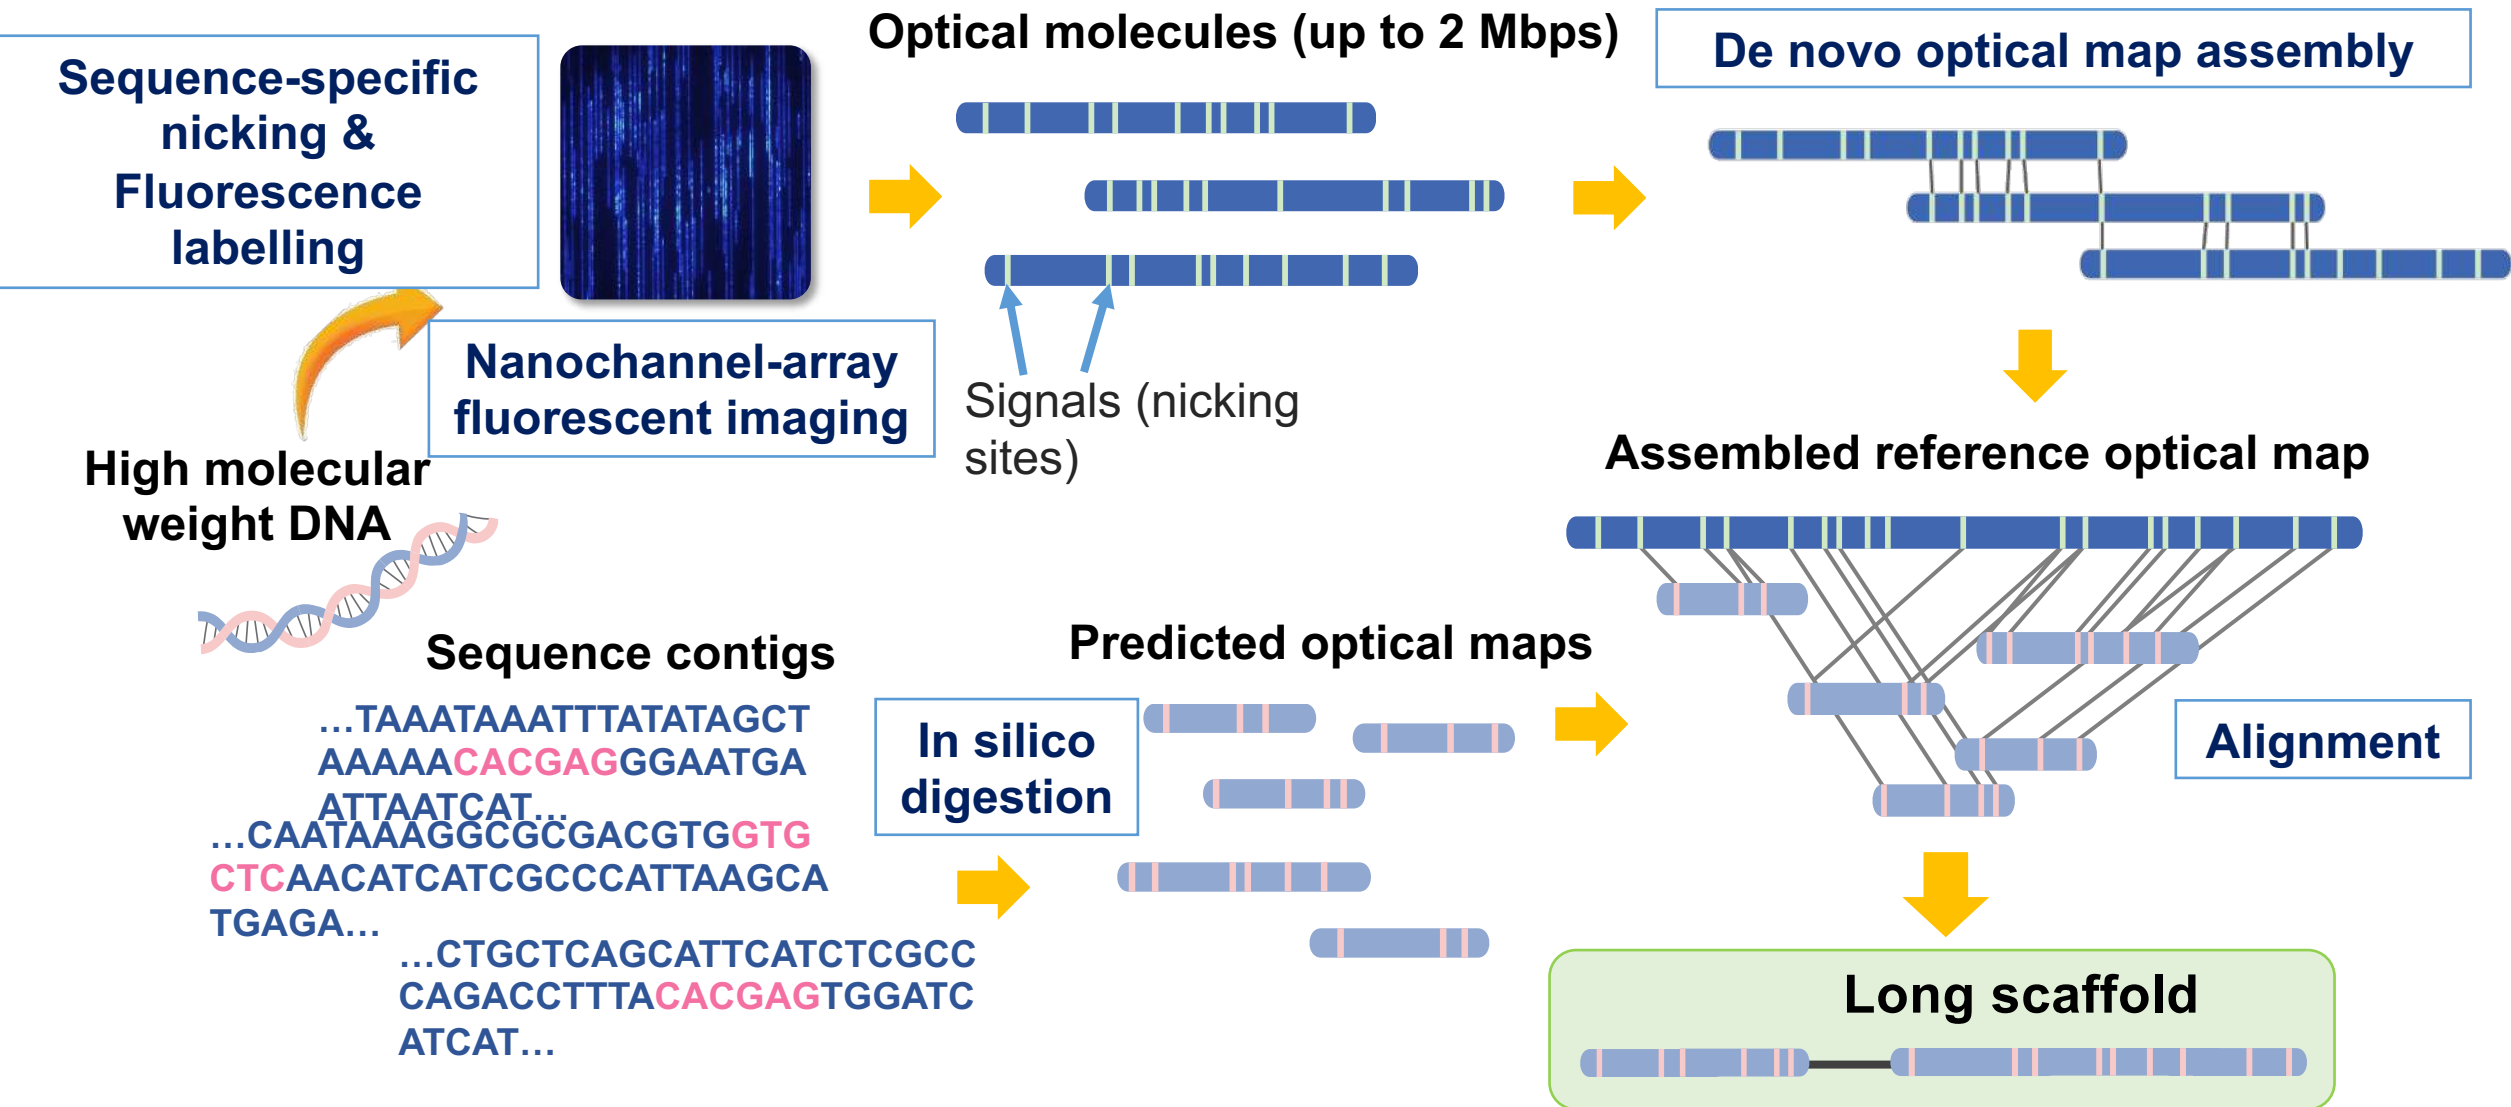 Sequence-specific
nicking &
Fluorescence
labelling
Optical molecules (up to 2 Mbps)
De novo optical map assembly
Nanochannel-array
fluorescent imaging
Signals (nicking
sites)
High molecular
weight DNA
Assembled reference optical map
Sequence contigs
…TAAATAAATTTATATAGCT
AAAAACACGAGGGAATGA
ATTAATCAT…
…CAATAAAGGCGCGACGTGGTG
CTCAACATCATCGCCCATTAAGCA
TGAGA…
…CTGCTCAGCATTCATCTCGCC
CAGACCTTTACACGAGTGGATC
ATCAT…
In silico
digestion
Predicted optical maps
Alignment
Long scaffold